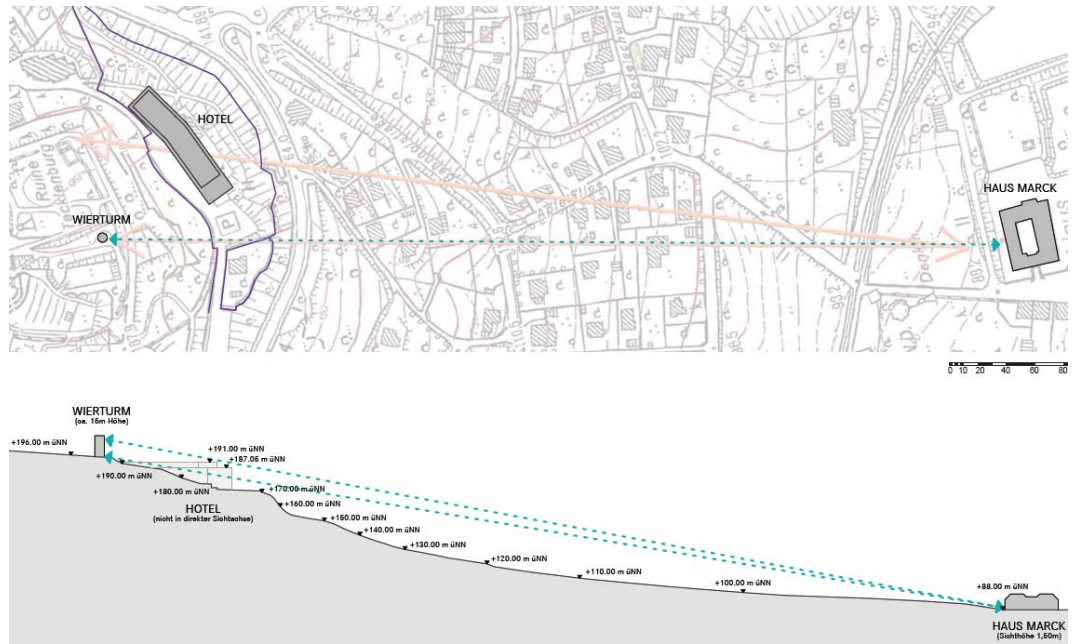 HOTEL
HAUS MARCK
WIERTURM
Ruine
0 10 20 40 60 80
WIERTURM
(ca. 15m Höhe)
+196.00 m üNN
+191.00 m üNN
+187.05 m üNN
+190.00 m üNN
+180.00 m üNN
+170.00 m üNN
HOTEL
(nicht in direkter Sichtachse)
+160.00 m üNN
+150.00 m üNN
+140.00 m üNN
+130.00 m üNN
+120.00 m üNN
+110.00 m üNN
+100.00 m üNN
+88.00 m üNN
HAUS MARCK
(Sichthöhe 1,50m)